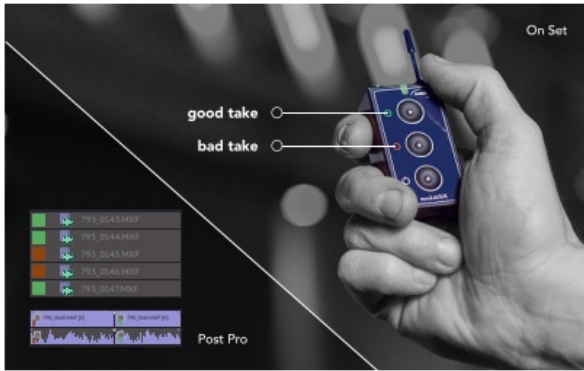 On Set
good take
bad take
793_0143.MXF
793_0144.MXF
793_0145.MXF
793_0146.MXF
793_0147.MXF
Post Pro